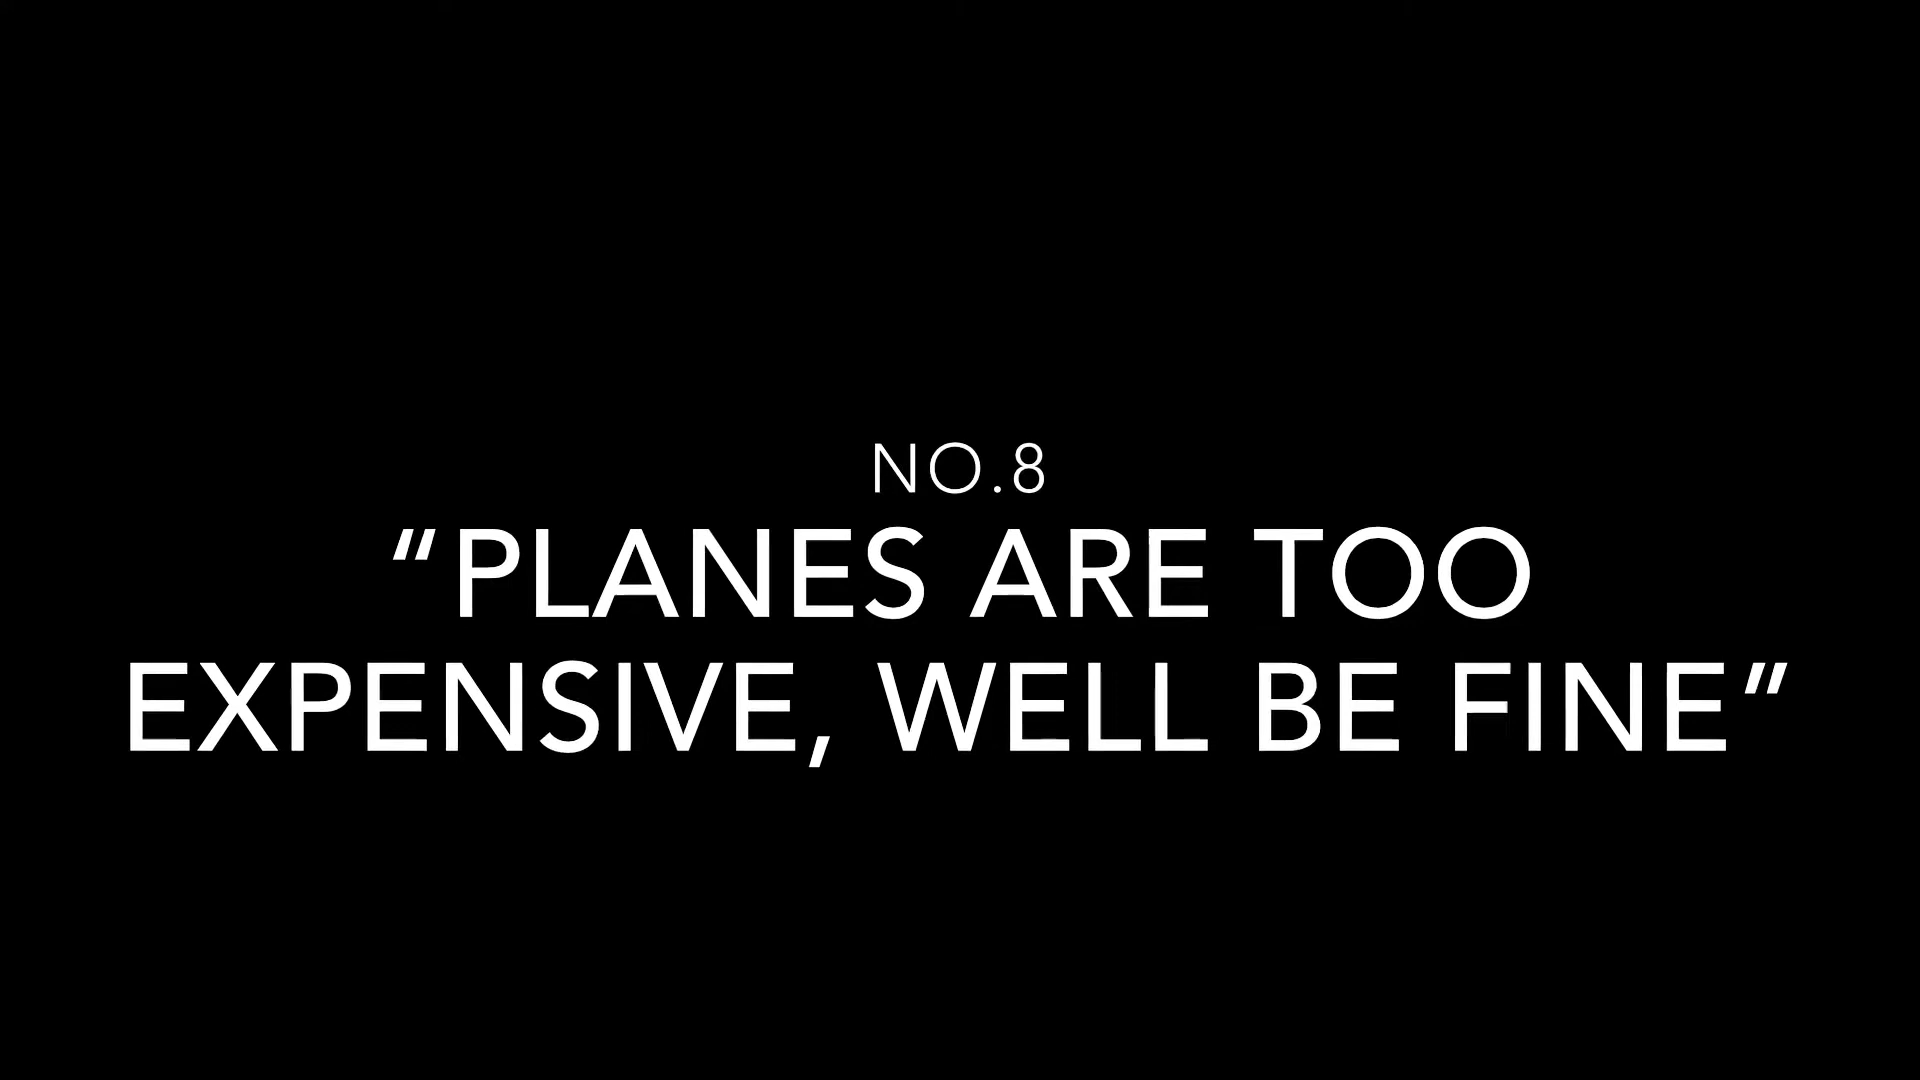 NO.8
“PLANES ARE TOO
EXPENSIVE, WELL BE FINE”